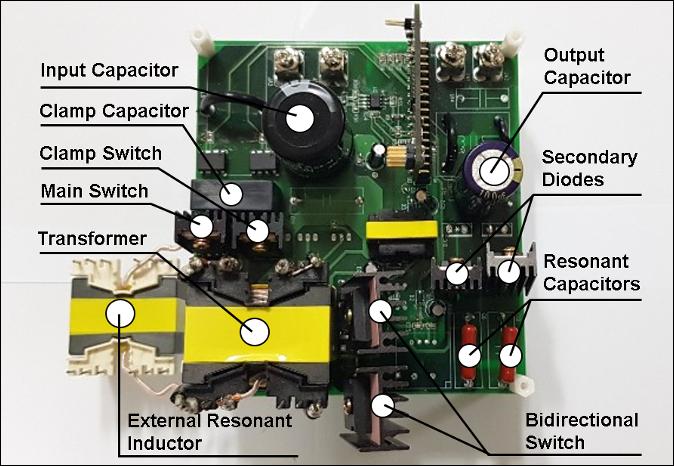 Input Capacitor
Clamp Capacitor
Clamp Switch
Main Switch
Transformer
External Resonant
Inductor
Output
Capacitor
Secondary
Diodes
Resonant
Capacitors
Bidirectional
Switch